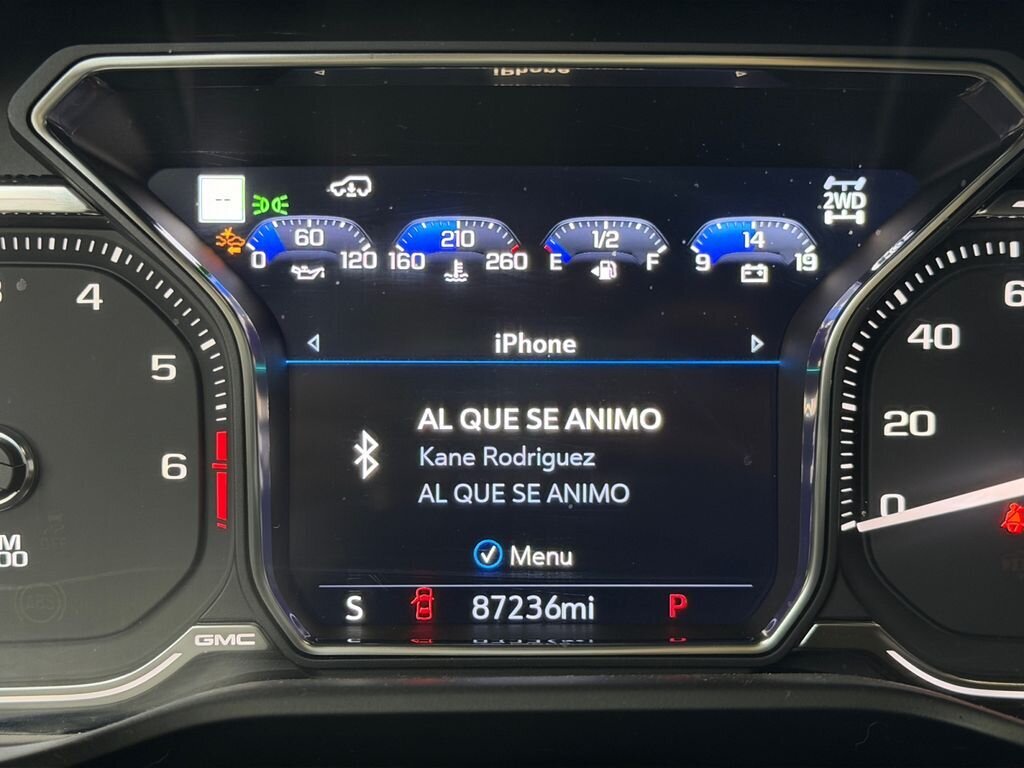 iPhone
--
2WD
60
0 120
210
160 260
1/2
E F
14
9 19
4
5
6
40
20
0
iPhone
AL QUE SE ANIMO
Kane Rodriguez
AL QUE SE ANIMO
Menu
S 87236mi P
GMC